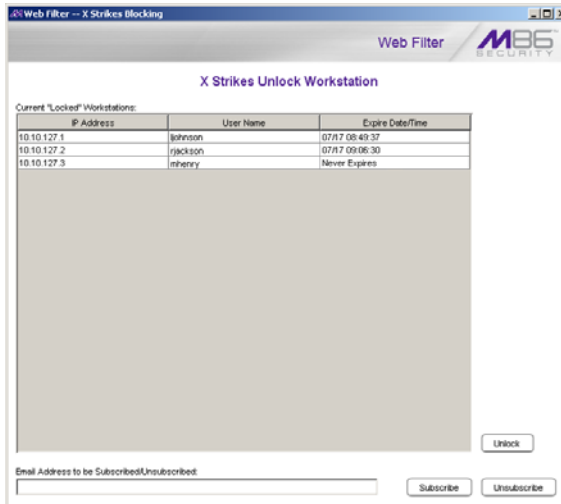 Web Filter -- X Strikes Blocking
Web Filter
M86
SECURITY
X Strikes Unlock Workstation
Current "Locked" Workstations:
IP Address User Name Expire Date/Time
10.10.127.1 ljohnson 07/17 08:49:37
10.10.127.2 rjackson 07/17 09:06:30
10.10.127.3 mhenry Never Expires
Unlock
Email Address to be Subscribed/Unsubscribed:
Subscribe Unsubscribe